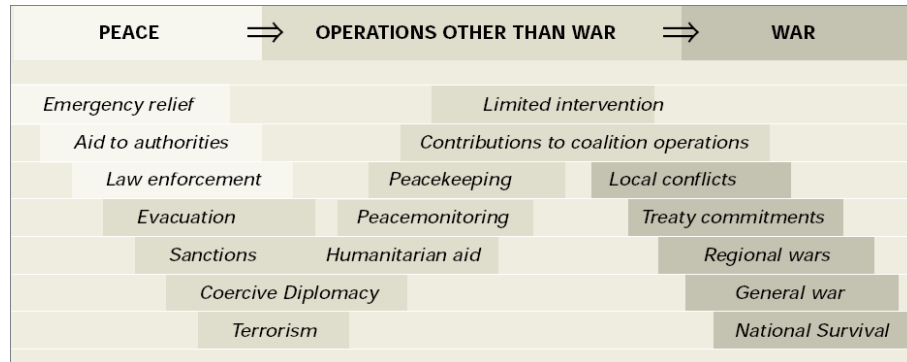 PEACE ⇒ OPERATIONS OTHER THAN WAR ⇒ WAR
Emergency relief Limited intervention
Aid to authorities Contributions to coalition operations
Law enforcement Peacekeeping Local conflicts
Evacuation Peacemonitoring Treaty commitments
Sanctions Humanitarian aid Regional wars
Coercive Diplomacy General war
Terrorism National Survival